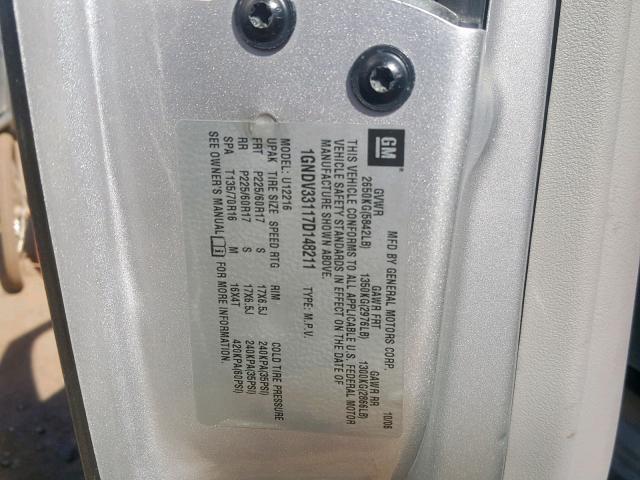 GM
MFD BY GENERAL MOTORS CORP. 10/06
GVWR GAWR FRT GAWR RR
2650KG(5842LB) 1350KG(2976LB) 1300KG(2866LB)
THIS VEHICLE CONFORMS TO ALL APPLICABLE U.S. FEDERAL MOTOR
VEHICLE SAFETY STANDARDS IN EFFECT ON THE DATE OF
MANUFACTURE SHOWN ABOVE.
1GNDV33117D148211 TYPE: M.P.V.
MODEL: U12216
UPAK TIRE SIZE SPEED RTG RIM COLD TIRE PRESSURE
FRT P225/60R17 S 17X6.5J 240KPA(35PSI)
RR P225/60R17 S 17X6.5J 240KPA(35PSI)
SPA T135/70R16 M 16X4T 420KPA(60PSI)
SEE OWNER'S MANUAL FOR MORE INFORMATION.